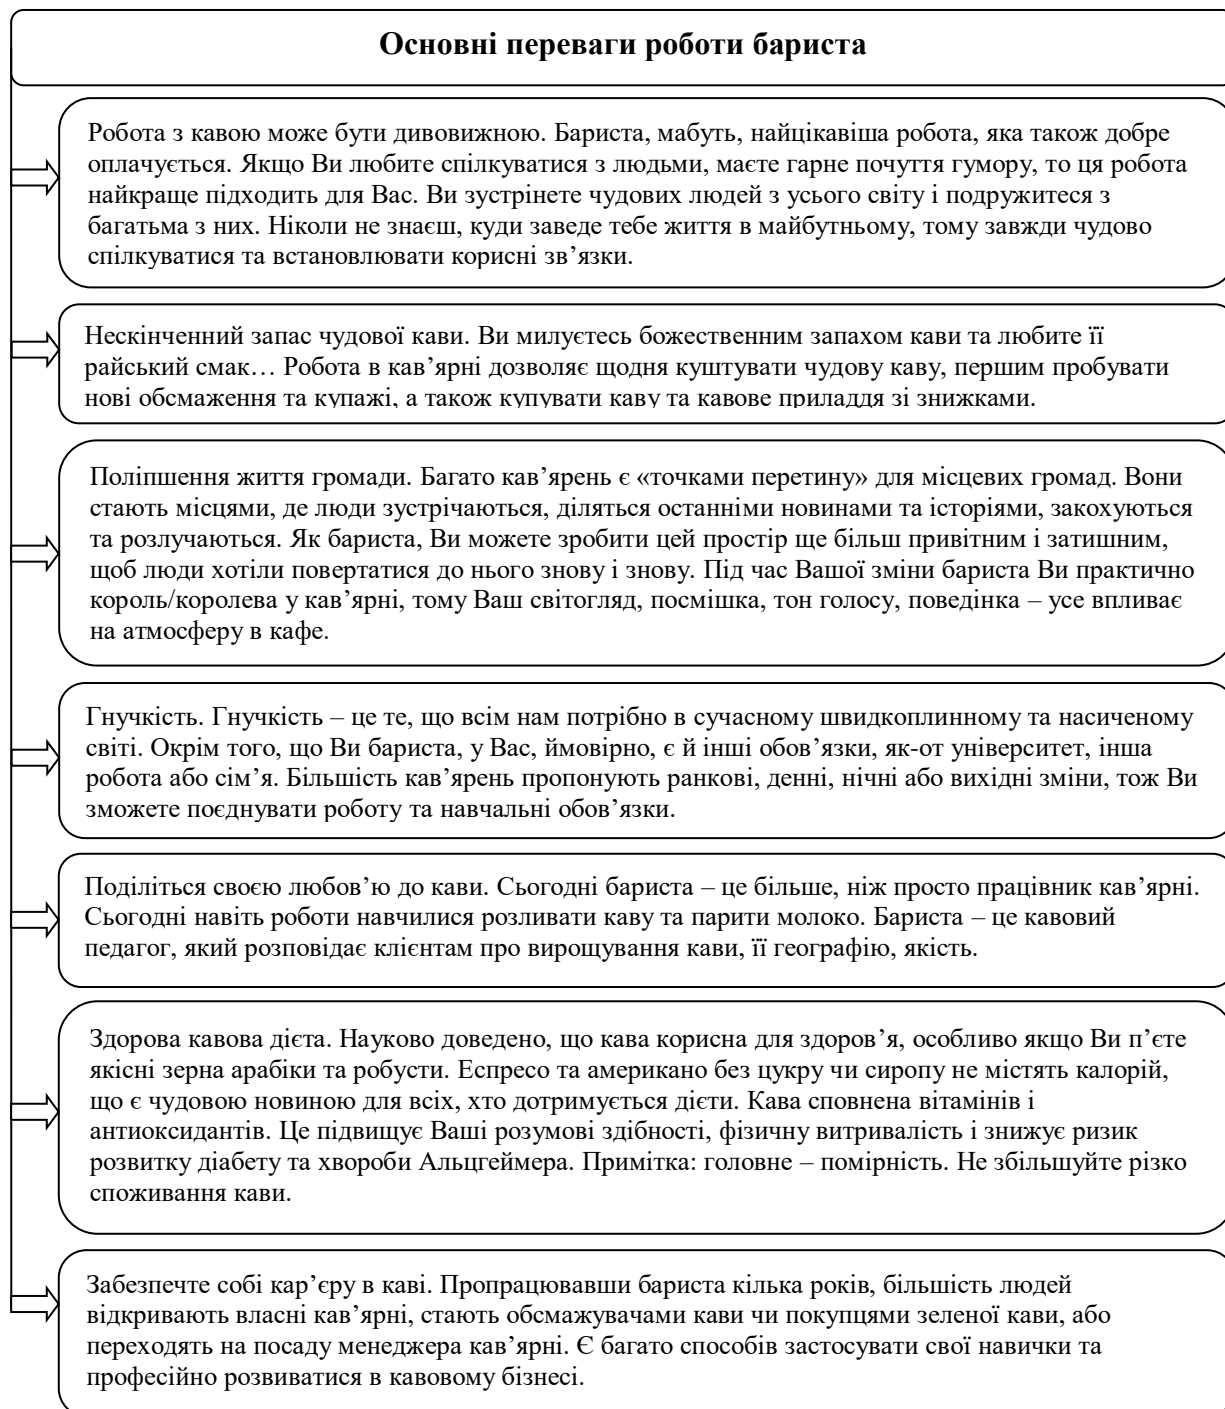 Основні переваги роботи бариста
Робота з кавою може бути дивовижною. Бариста, мабуть, найцікавіша робота, яка також добре
оплачується. Якщо Ви любите спілкуватися з людьми, маєте гарне почуття гумору, то ця робота
найкраще підходить для Вас. Ви зустрінете чудових людей з усього світу і подружитеся з
багатьма з них. Ніколи не знаєш, куди заведе тебе життя в майбутньому, тому завжди чудово
спілкуватися та встановлювати корисні зв’язки.
Нескінченний запас чудової кави. Ви милуєтесь божественним запахом кави та любите її
райський смак… Робота в кав’ярні дозволяє щодня куштувати чудову каву, першим пробувати
нові обсмаження та купажі, а також купувати каву та кавове приладдя зі знижками.
Поліпшення життя громади. Багато кав’ярень є «точками перетину» для місцевих громад. Вони
стають місцями, де люди зустрічаються, діляться останніми новинами та історіями, закохуються
та розлучаються. Як бариста, Ви можете зробити цей простір ще більш привітним і затишним,
щоб люди хотіли повертатися до нього знову і знову. Під час Вашої зміни бариста Ви практично
король/королева у кав’ярні, тому Ваш світогляд, посмішка, тон голосу, поведінка – усе впливає
на атмосферу в кафе.
Гнучкість. Гнучкість – це те, що всім нам потрібно в сучасному швидкоплинному та насиченому
світі. Окрім того, що Ви бариста, у Вас, ймовірно, є й інші обов’язки, як-от університет, інша
робота або сім’я. Більшість кав’ярень пропонують ранкові, денні, нічні або вихідні зміни, тож Ви
зможете поєднувати роботу та навчальні обов’язки.
Поділіться своєю любов’ю до кави. Сьогодні бариста – це більше, ніж просто працівник кав’ярні.
Сьогодні навіть роботи навчилися розливати каву та парити молоко. Бариста – це кавовий
педагог, який розповідає клієнтам про вирощування кави, її географію, якість.
Здорова кавова дієта. Науково доведено, що кава корисна для здоров’я, особливо якщо Ви п’єте
якісні зерна арабіки та робусти. Еспресо та американо без цукру чи сиропу не містять калорій,
що є чудовою новиною для всіх, хто дотримується дієти. Кава сповнена вітамінів і
антиоксидантів. Це підвищує Ваші розумові здібності, фізичну витривалість і знижує ризик
розвитку діабету та хвороби Альцгеймера. Примітка: головне – помірність. Не збільшуйте різко
споживання кави.
Забезпечте собі кар’єру в каві. Пропрацювавши бариста кілька років, більшість людей
відкривають власні кав’ярні, стають обсмажувачами кави чи покупцями зеленої кави, або
переходять на посаду менеджера кав’ярні. Є багато способів застосувати свої навички та
професійно розвиватися в кавовому бізнесі.